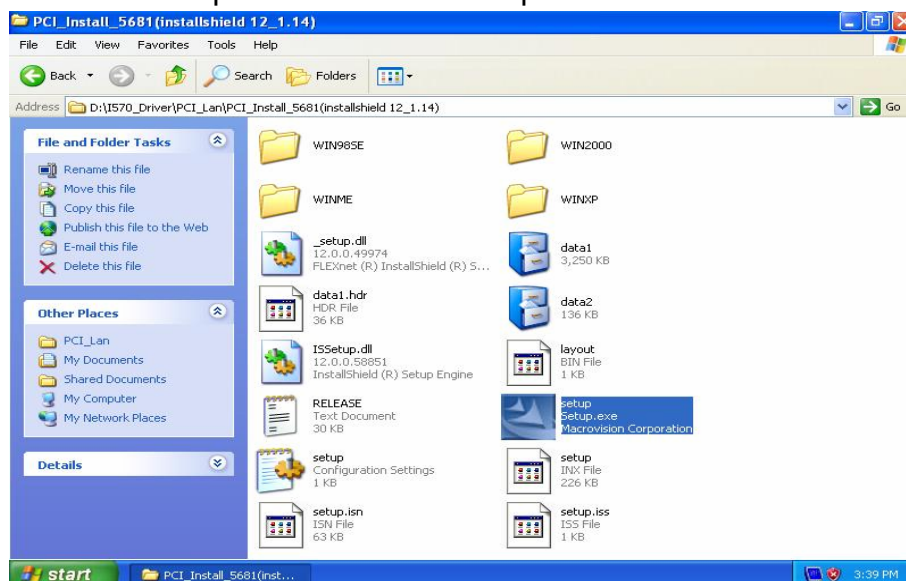 PCI_Install_5681(installshield 12_1.14)
File Edit View Favorites Tools Help
Back Search Folders
Address D:\I570_Driver\PCI_Lan\PCI_Install_5681(installshield 12_1.14) Go
File and Folder Tasks
Rename this file
Move this file
Copy this file
Publish this file to the Web
E-mail this file
Delete this file
Other Places
PCI_Lan
My Documents
Shared Documents
My Computer
My Network Places
Details
WIN98SE
WIN2000
WINME
WINXP
_setup.dll
12.0.0.49974
FLEXnet (R) InstallShield (R) S...
data1
3,250 KB
data1.hdr
HDR File
36 KB
data2
136 KB
ISSetup.dll
12.0.0.58851
InstallShield (R) Setup Engine
layout
BIN File
1 KB
RELEASE
Text Document
30 KB
setup
Setup.exe
Macrovision Corporation
setup
Configuration Settings
1 KB
setup
INX File
226 KB
setup.isn
ISN File
63 KB
setup.iss
ISS File
1 KB
start PCI_Install_5681(inst... 3:39 PM